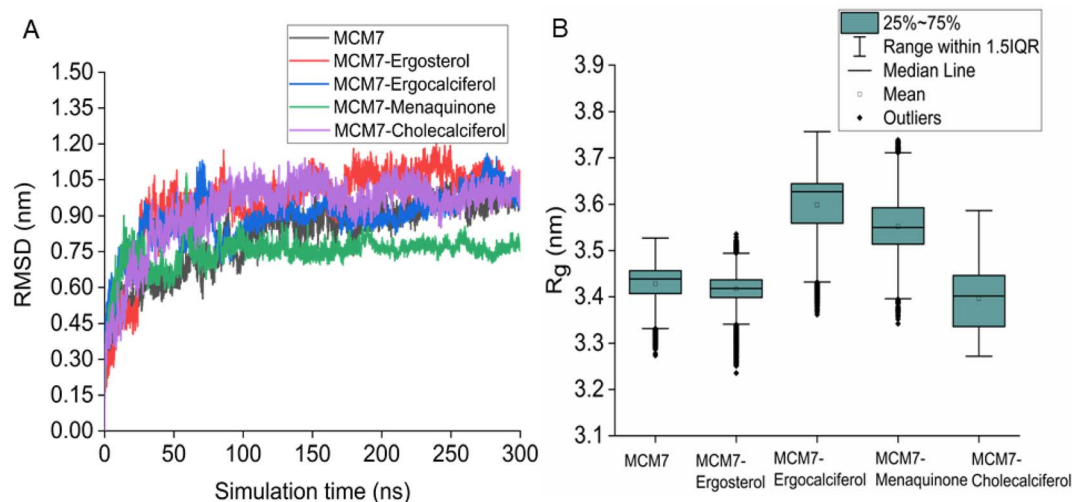 A
MCM7
MCM7-Ergosterol
MCM7-Ergocalciferol
MCM7-Menaquinone
MCM7-Cholecalciferol
RMSD (nm)
1.50
1.35
1.20
1.05
0.90
0.75
0.60
0.45
0.30
0.15
0.00
0 50 100 150 200 250 300
Simulation time (ns)
B
25%~75%
Range within 1.5IQR
Median Line
Mean
Outliers
Rg (nm)
3.9
3.8
3.7
3.6
3.5
3.4
3.3
3.2
3.1
MCM7
MCM7-
Ergosterol
MCM7-
Ergocalciferol
MCM7-
Menaquinone
MCM7-
Cholecalciferol